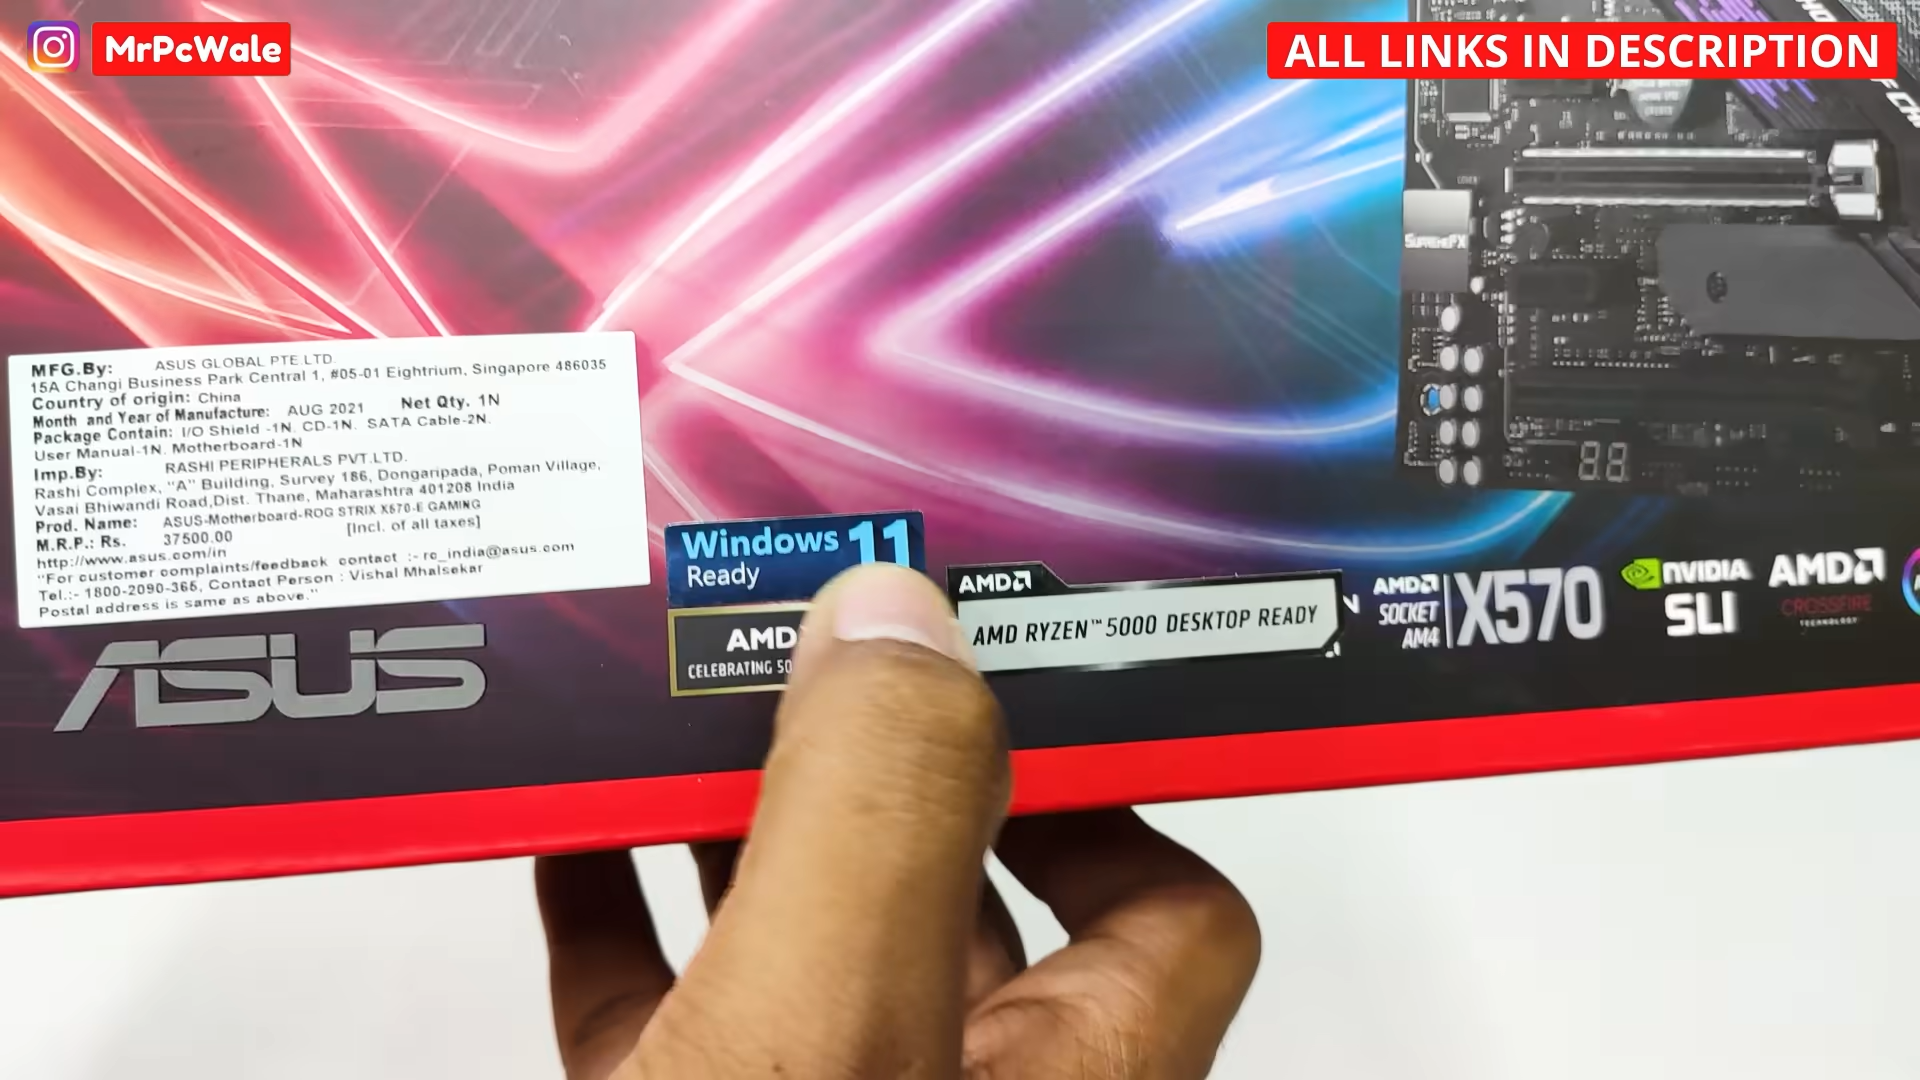 MrPcWale
ALL LINKS IN DESCRIPTION
SUPREMEFX
MFG.By: ASUS GLOBAL PTE.LTD.
15A Changi Business Park Central 1, #05-01 Eightrium, Singapore 486035
Country of origin: China
Month and Year of Manufacture: AUG 2021 Net Qty. 1N
Package Contain: I/O Shield -1N. CD-1N. SATA Cable-2N.
User Manual-1N. Motherboard-1N
Imp.By: RASHI PERIPHERALS PVT.LTD.
Rashi Complex, "A" Building, Survey 186, Dongaripada, Poman Village,
Vasai Bhiwandi Road,Dist. Thane, Maharashtra 401208 India
Prod. Name: ASUS-Motherboard-ROG STRIX X570-E GAMING
M.R.P.: Rs. 37500.00 [Incl. of all taxes]
http://www.asus.com/in
"For customer complaints/feedback contact :- rc_india@asus.com
Tel.:- 1800-2090-365, Contact Person : Vishal Mhalsekar
Postal address is same as above."
ASUS
Windows 11
Ready
AMD
CELEBRATING 50
AMD
AMD RYZEN™ 5000 DESKTOP READY
AMD
SOCKET
AM4
X570
NVIDIA
SLI
AMD
CROSSFIRE
TECHNOLOGY